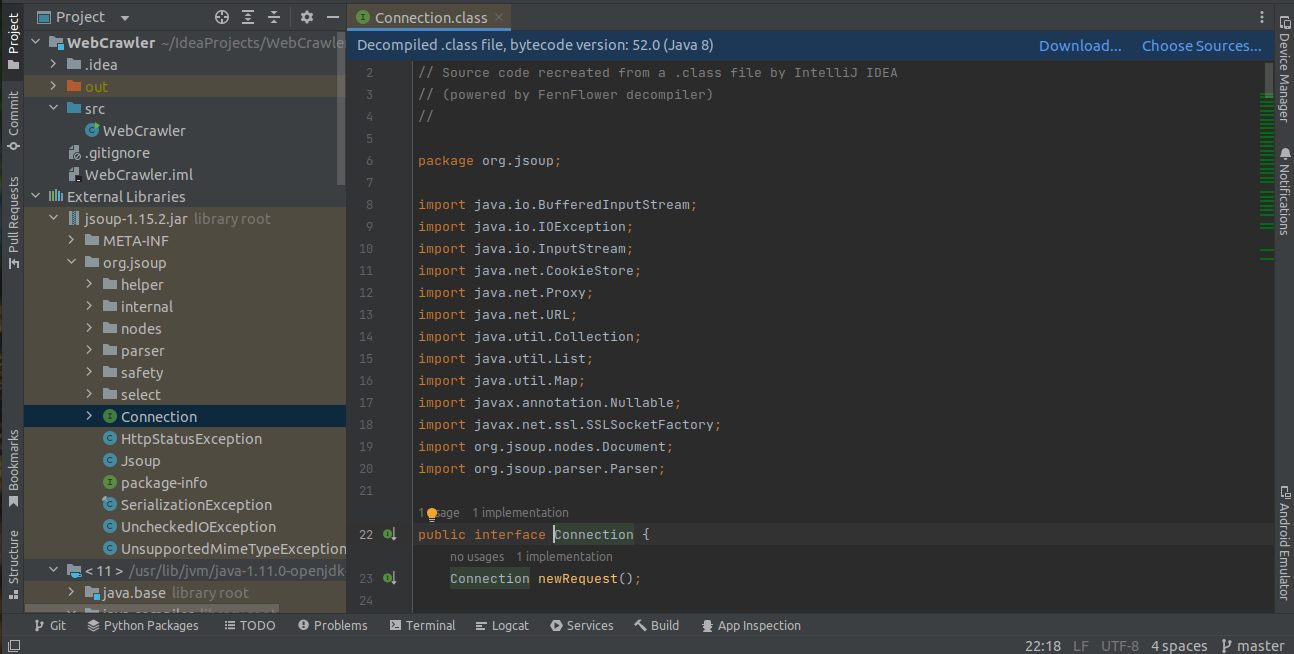 Project
Connection.class
Decompiled .class file, bytecode version: 52.0 (Java 8)
Download...
Choose Sources...
Project
Commit
Pull Requests
Bookmarks
Structure
WebCrawler ~/IdeaProjects/WebCrawler
.idea
out
src
WebCrawler
.gitignore
WebCrawler.iml
External Libraries
jsoup-1.15.2.jar library root
META-INF
org.jsoup
helper
internal
nodes
parser
safety
select
Connection
HttpStatusException
Jsoup
package-info
SerializationException
UncheckedIOException
UnsupportedMimeTypeException
< 11 > /usr/lib/jvm/java-1.11.0-openjdk
java.base library root
2 // Source code recreated from a .class file by IntelliJ IDEA
3 // (powered by FernFlower decompiler)
4 //
5
6 package org.jsoup;
7
8 import java.io.BufferedInputStream;
9 import java.io.IOException;
10 import java.io.InputStream;
11 import java.net.CookieStore;
12 import java.net.Proxy;
13 import java.net.URL;
14 import java.util.Collection;
15 import java.util.List;
16 import java.util.Map;
17 import javax.annotation.Nullable;
18 import javax.net.ssl.SSLSocketFactory;
19 import org.jsoup.nodes.Document;
20 import org.jsoup.parser.Parser;
21
1 usage 1 implementation
22 public interface Connection {
no usages 1 implementation
23 Connection newRequest();
24
Device Manager
Notifications
Android Emulator
Git
Python Packages
TODO
Problems
Terminal
Logcat
Services
Build
App Inspection
22:18 LF UTF-8 4 spaces master